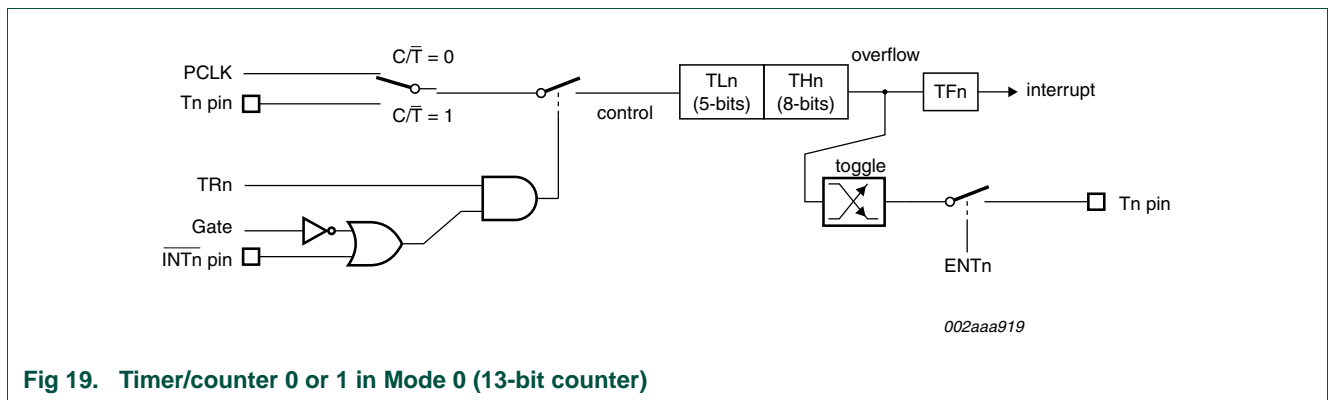 C/T̅ = 0
overflow
PCLK
Tn pin
C/T̅ = 1
control
TLn
(5-bits)
THn
(8-bits)
TFn
interrupt
toggle
TRn
Gate
I̅N̅T̅n̅ pin
Tn pin
ENTn
002aaa919
Fig 19. Timer/counter 0 or 1 in Mode 0 (13-bit counter)